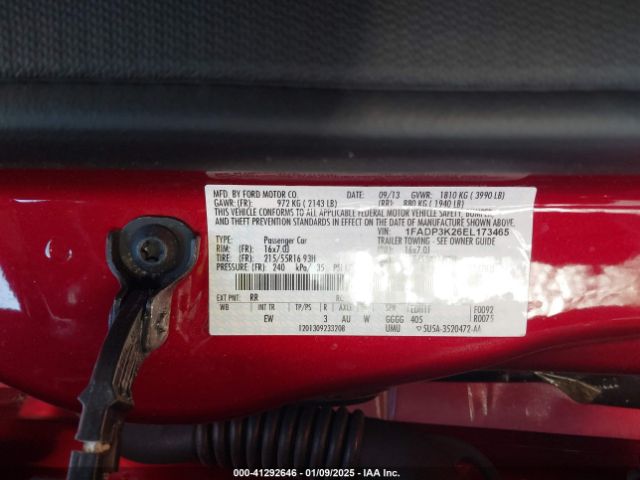 MFD. BY FORD MOTOR CO. DATE: 09/13 GVWR: 1810 KG ( 3990 LB)
GAWR: (FR): 972 KG ( 2143 LB) (RR): 880 KG ( 1940 LB)
THIS VEHICLE CONFORMS TO ALL APPLICABLE FEDERAL MOTOR VEHICLE SAFETY, BUMPER,
AND THEFT PREVENTION STANDARDS IN EFFECT ON THE DATE OF MANUFACTURE SHOWN ABOVE.
VIN: 1FADP3K26EL173465
TYPE: Passenger Car TRAILER TOWING - SEE OWNER GUIDE
RIM: (FR): 16x7.0J 16x7.0J
TIRE: (FR): 215/55R16 93H
PRESSURE: (FR): 240 kPa/ 35
EXT PNT: RR
WB INT TR TP/PS R AXLE SPR
EW 3 AU W GGGG 405 F0092
1201309233208 UMU 5U5A-3520472-AA R0075
000-41292646 - 01/09/2025 - IAA Inc.